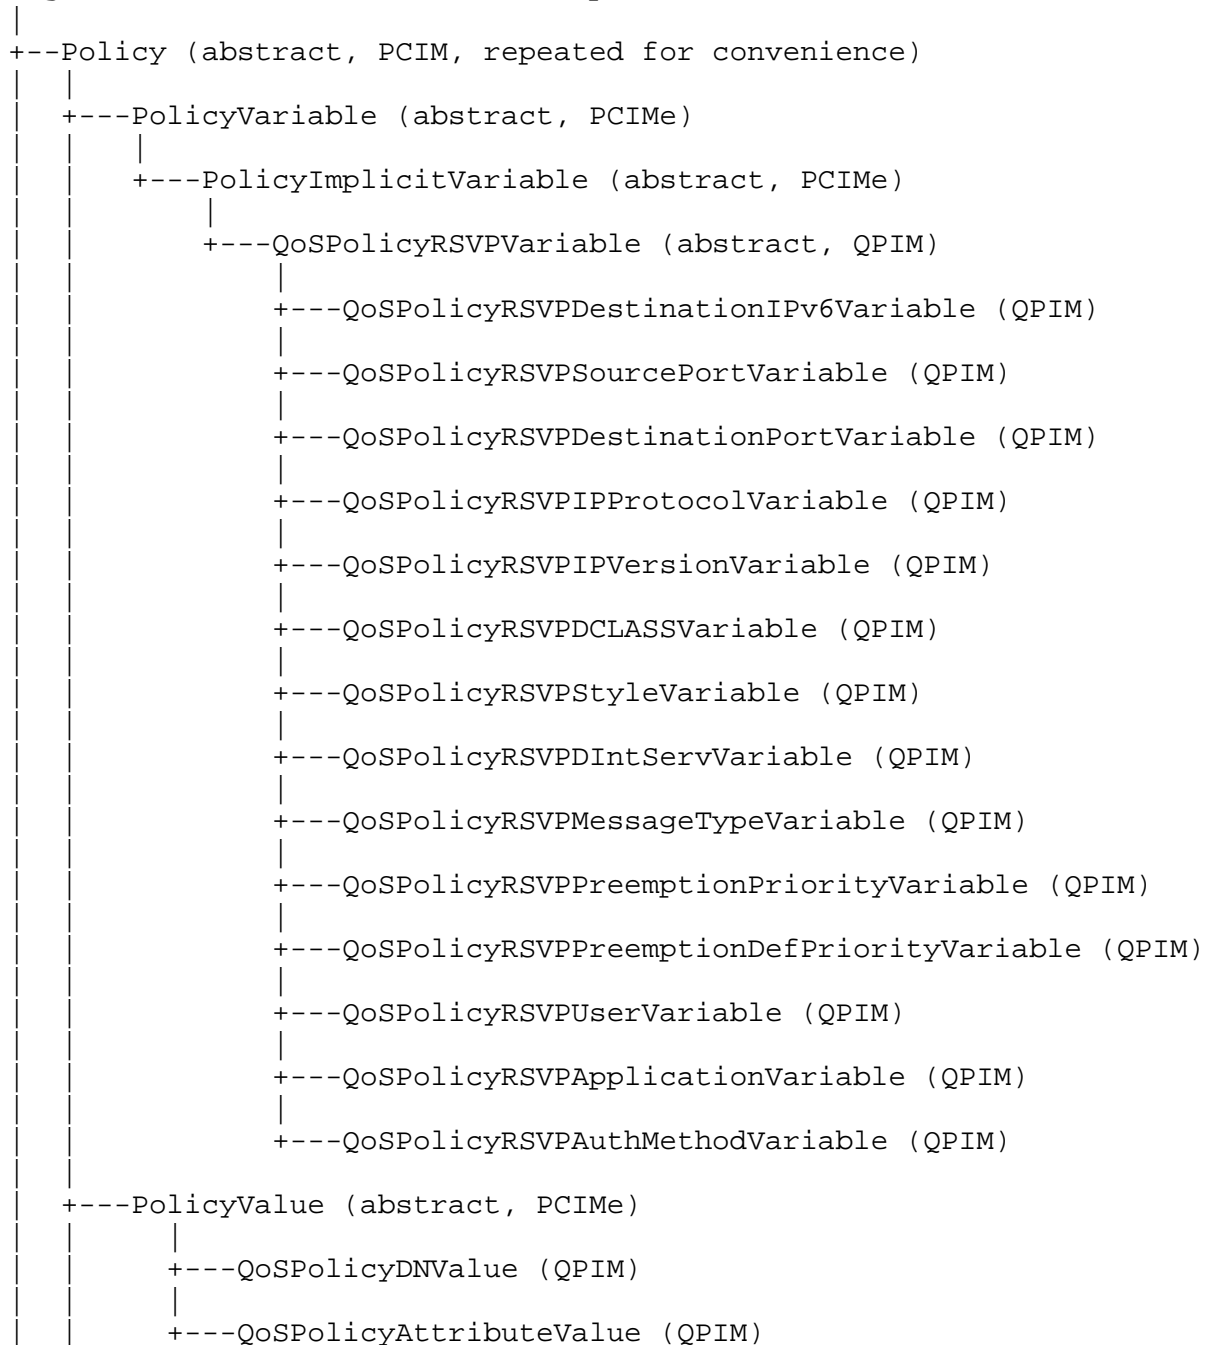 +--Policy (abstract, PCIM, repeated for convenience)
+---PolicyVariable (abstract, PCIMe)
+---PolicyImplicitVariable (abstract, PCIMe)
+---QoSPolicyRSVPVariable (abstract, QPIM)
+---QoSPolicyRSVPDestinationIPv6Variable (QPIM)
+---QoSPolicyRSVPSourcePortVariable (QPIM)
+---QoSPolicyRSVPDestinationPortVariable (QPIM)
+---QoSPolicyRSVPIPProtocolVariable (QPIM)
+---QoSPolicyRSVPIPVersionVariable (QPIM)
+---QoSPolicyRSVPDCLASSVariable (QPIM)
+---QoSPolicyRSVPStyleVariable (QPIM)
+---QoSPolicyRSVPDIntServVariable (QPIM)
+---QoSPolicyRSVPMessageTypeVariable (QPIM)
+---QoSPolicyRSVPPreemptionPriorityVariable (QPIM)
+---QoSPolicyRSVPPreemptionDefPriorityVariable (QPIM)
+---QoSPolicyRSVPUserVariable (QPIM)
+---QoSPolicyRSVPApplicationVariable (QPIM)
+---QoSPolicyRSVPAuthMethodVariable (QPIM)
+---PolicyValue (abstract, PCIMe)
+---QoSPolicyDNValue (QPIM)
+---QoSPolicyAttributeValue (QPIM)